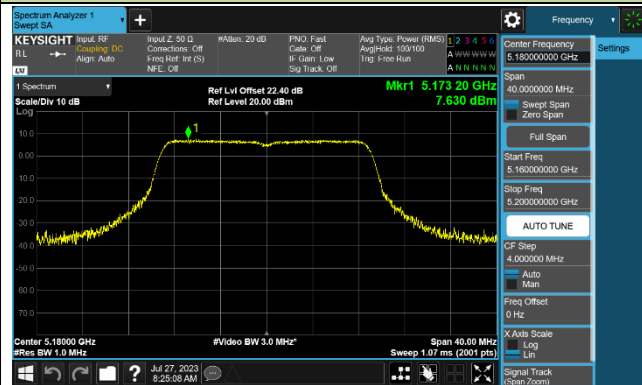 Spectrum Analyzer 1
Swept SA
Frequency
KEYSIGHT
RL
LXI
Input: RF
Coupling: DC
Align: Auto
Input Z: 50 Ω
Corrections: Off
Freq Ref: Int (S)
NFE: Off
#Atten: 20 dB
PNO: Fast
Gate: Off
IF Gain: Low
Sig Track: Off
Avg Type: Power (RMS)
Avg|Hold: 100/100
Trig: Free Run
1 2 3 4 5 6
A W W W W W
A N N N N N
1 Spectrum
Scale/Div 10 dB
Log
Ref Lvl Offset 22.40 dB
Ref Level 20.00 dBm
Mkr1 5.173 20 GHz
7.630 dBm
1
10.0
0.00
-10.0
-20.0
-30.0
-40.0
-50.0
-60.0
-70.0
Center 5.18000 GHz
#Res BW 1.0 MHz
#Video BW 3.0 MHz*
Span 40.00 MHz
Sweep 1.07 ms (2001 pts)
Jul 27, 2023
8:25:08 AM
Center Frequency
5.180000000 GHz
Settings
Span
40.0000000 MHz
Swept Span
Zero Span
Full Span
Start Freq
5.160000000 GHz
Stop Freq
5.200000000 GHz
AUTO TUNE
CF Step
4.000000 MHz
Auto
Man
Freq Offset
0 Hz
X Axis Scale
Log
Lin
Signal Track
(Span Zoom)